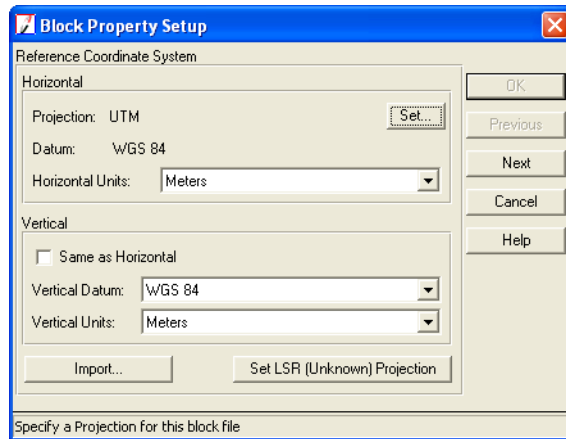 Block Property Setup
Reference Coordinate System
Horizontal
Projection: UTM
Set...
Datum: WGS 84
Horizontal Units: Meters
Vertical
Same as Horizontal
Vertical Datum: WGS 84
Vertical Units: Meters
Import...
Set LSR (Unknown) Projection
OK
Previous
Next
Cancel
Help
Specify a Projection for this block file